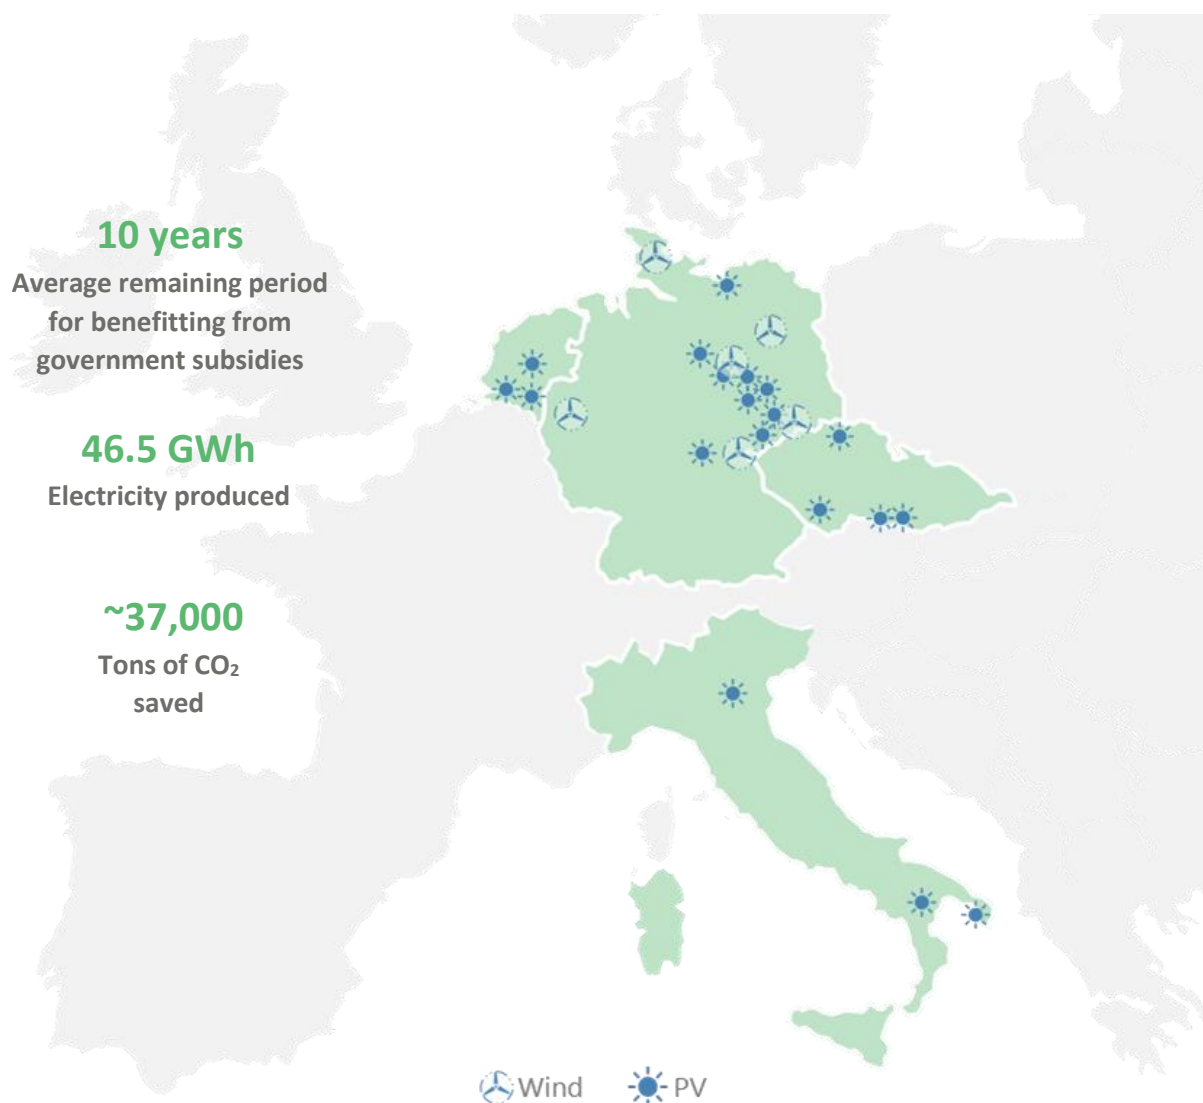 10 years
Average remaining period
for benefitting from
government subsidies
46.5 GWh
Electricity produced
~37,000
Tons of CO₂
saved
Wind
PV